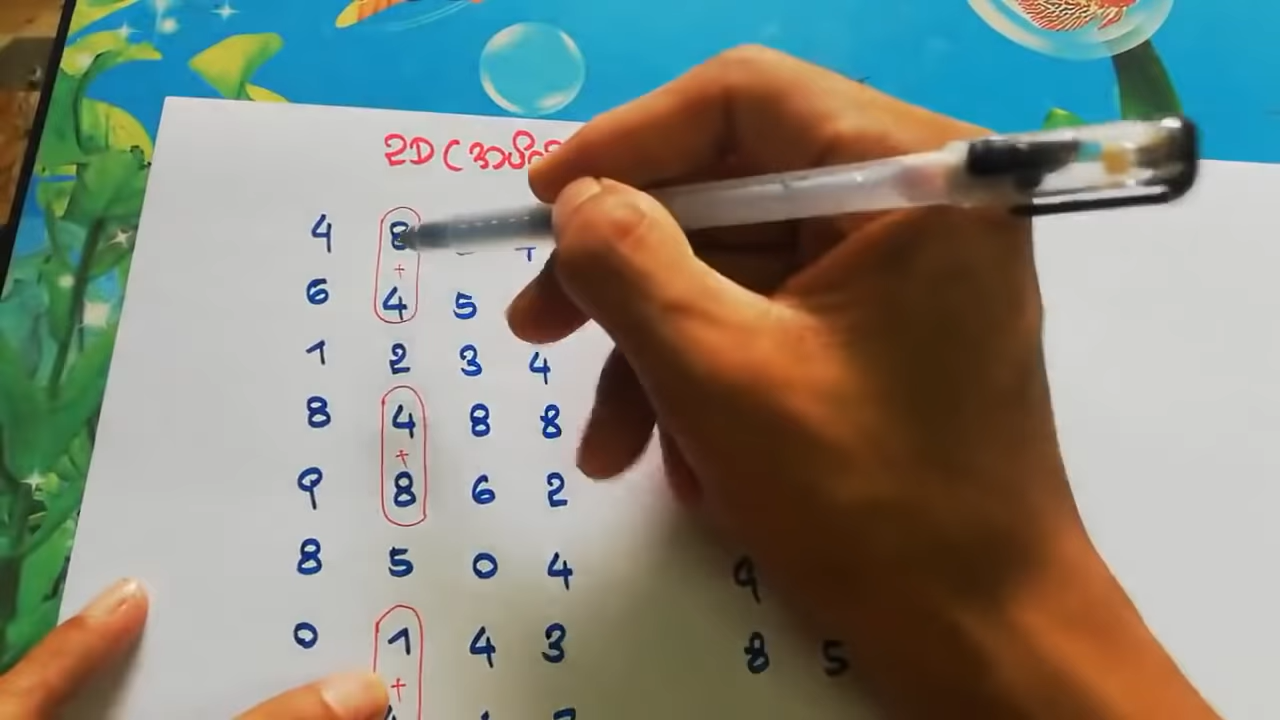 2D (
4 8
+
6 4 5
1 2 3 4
8 4 8 8
+
9 8 6 2
8 5 0 4 9
0 1 4 3 8 5
+